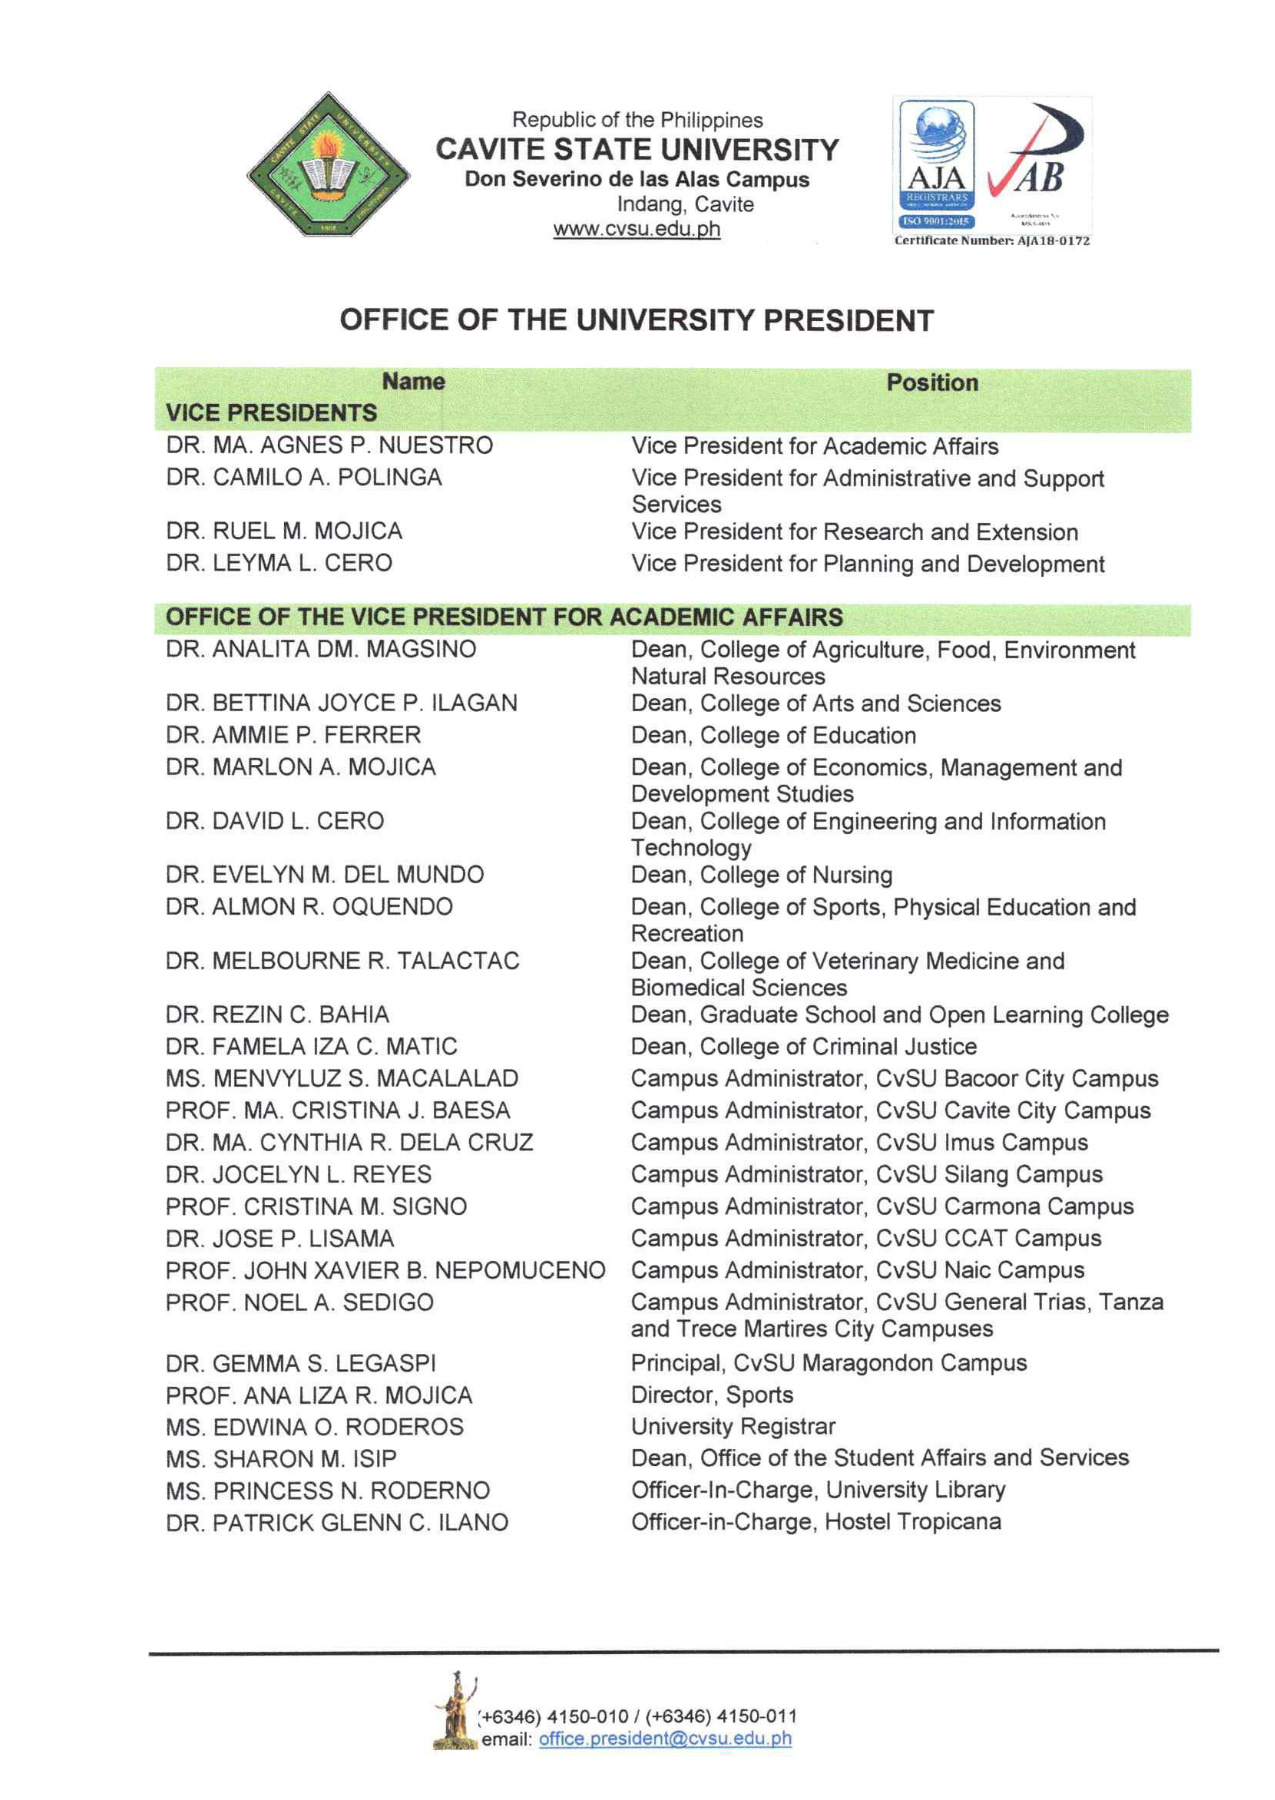 CAVITE STATE UNIVERSITY
CAVITE
Republic of the Philippines
CAVITE STATE UNIVERSITY
Don Severino de las Alas Campus
Indang, Cavite
www.cvsu.edu.ph
AJA
REGISTRARS
ISO 9001:2015
PAB
Certificate Number: AJA18-0172
OFFICE OF THE UNIVERSITY PRESIDENT
Name Position
VICE PRESIDENTS
DR. MA. AGNES P. NUESTRO Vice President for Academic Affairs
DR. CAMILO A. POLINGA Vice President for Administrative and Support
Services
DR. RUEL M. MOJICA Vice President for Research and Extension
DR. LEYMA L. CERO Vice President for Planning and Development
OFFICE OF THE VICE PRESIDENT FOR ACADEMIC AFFAIRS
DR. ANALITA DM. MAGSINO Dean, College of Agriculture, Food, Environment
Natural Resources
DR. BETTINA JOYCE P. ILAGAN Dean, College of Arts and Sciences
DR. AMMIE P. FERRER Dean, College of Education
DR. MARLON A. MOJICA Dean, College of Economics, Management and
Development Studies
DR. DAVID L. CERO Dean, College of Engineering and Information
Technology
DR. EVELYN M. DEL MUNDO Dean, College of Nursing
DR. ALMON R. OQUENDO Dean, College of Sports, Physical Education and
Recreation
DR. MELBOURNE R. TALACTAC Dean, College of Veterinary Medicine and
Biomedical Sciences
DR. REZIN C. BAHIA Dean, Graduate School and Open Learning College
DR. FAMELA IZA C. MATIC Dean, College of Criminal Justice
MS. MENVYLUZ S. MACALALAD Campus Administrator, CvSU Bacoor City Campus
PROF. MA. CRISTINA J. BAESA Campus Administrator, CvSU Cavite City Campus
DR. MA. CYNTHIA R. DELA CRUZ Campus Administrator, CvSU Imus Campus
DR. JOCELYN L. REYES Campus Administrator, CvSU Silang Campus
PROF. CRISTINA M. SIGNO Campus Administrator, CvSU Carmona Campus
DR. JOSE P. LISAMA Campus Administrator, CvSU CCAT Campus
PROF. JOHN XAVIER B. NEPOMUCENO Campus Administrator, CvSU Naic Campus
PROF. NOEL A. SEDIGO Campus Administrator, CvSU General Trias, Tanza
and Trece Martires City Campuses
DR. GEMMA S. LEGASPI Principal, CvSU Maragondon Campus
PROF. ANA LIZA R. MOJICA Director, Sports
MS. EDWINA O. RODEROS University Registrar
MS. SHARON M. ISIP Dean, Office of the Student Affairs and Services
MS. PRINCESS N. RODERNO Officer-In-Charge, University Library
DR. PATRICK GLENN C. ILANO Officer-in-Charge, Hostel Tropicana
(+6346) 4150-010 / (+6346) 4150-011
email: office.president@cvsu.edu.ph